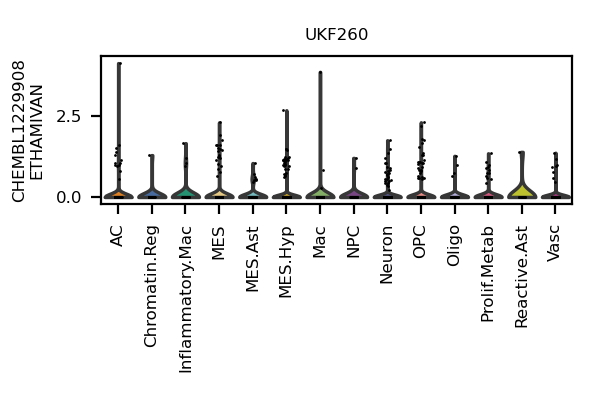 UKF260
CHEMBL1229908
ETHAMIVAN
2.5
0.0
AC
Chromatin.Reg
Inflammatory.Mac
MES
MES.Ast
MES.Hyp
Mac
NPC
Neuron
OPC
Oligo
Prolif.Metab
Reactive.Ast
Vasc